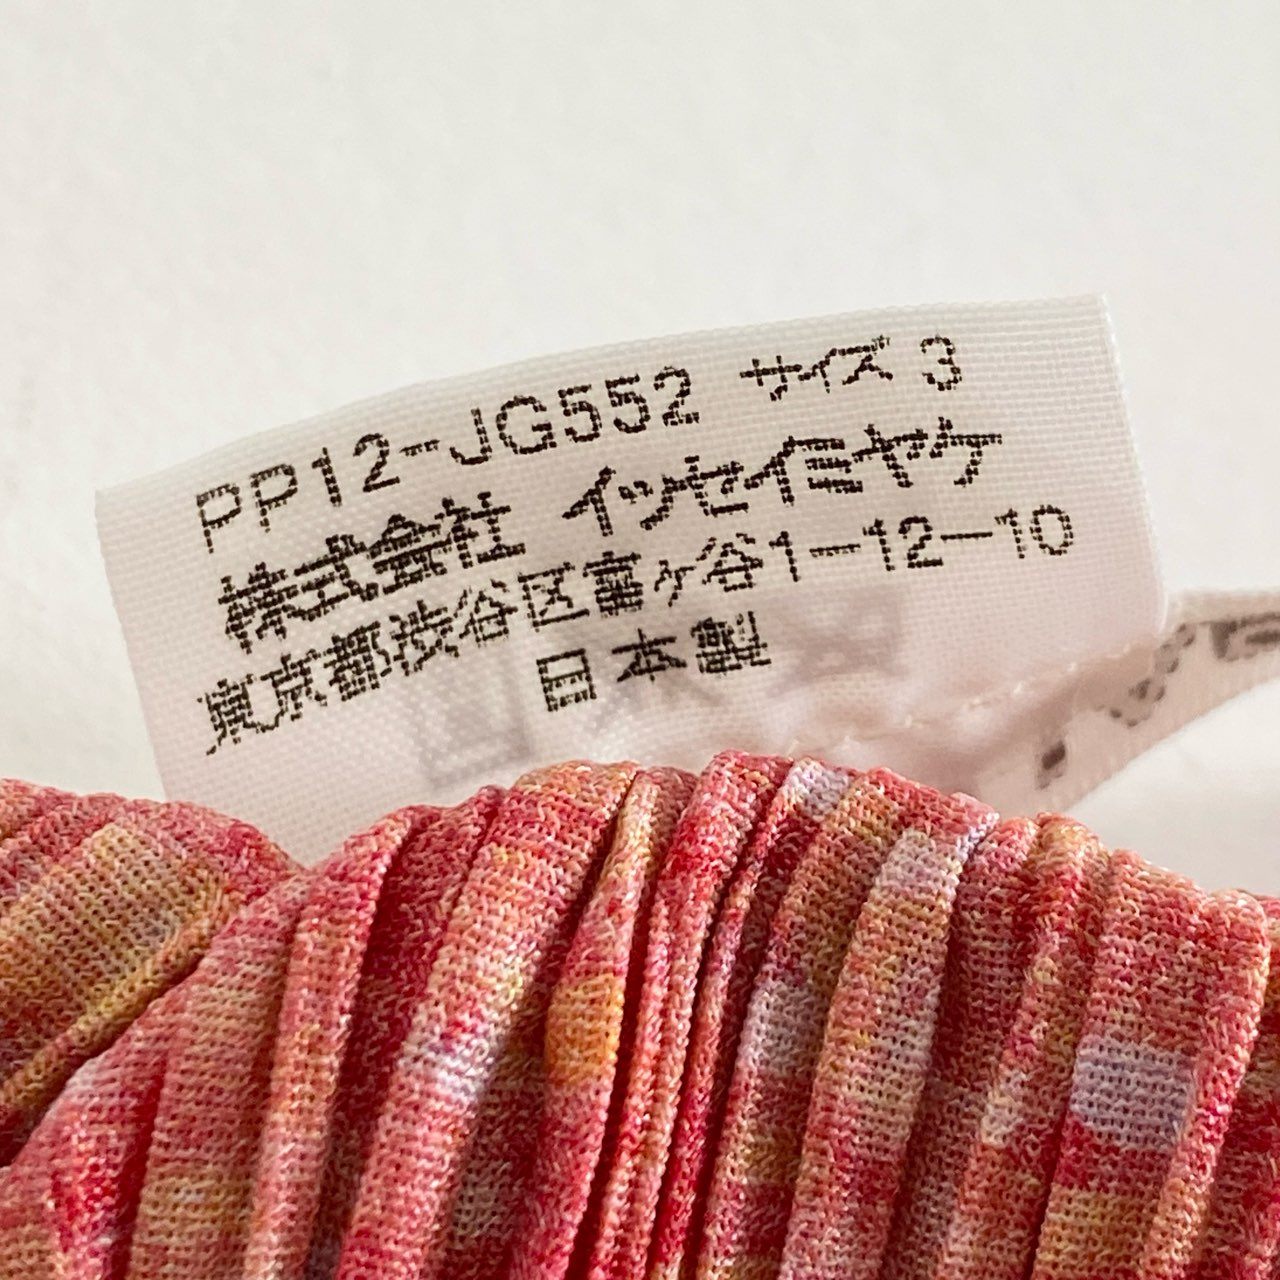 PP12-JG552 サイズ 3
株式会社 イッセイミヤケ
東京都渋谷区富ヶ谷1-12-10
日本製